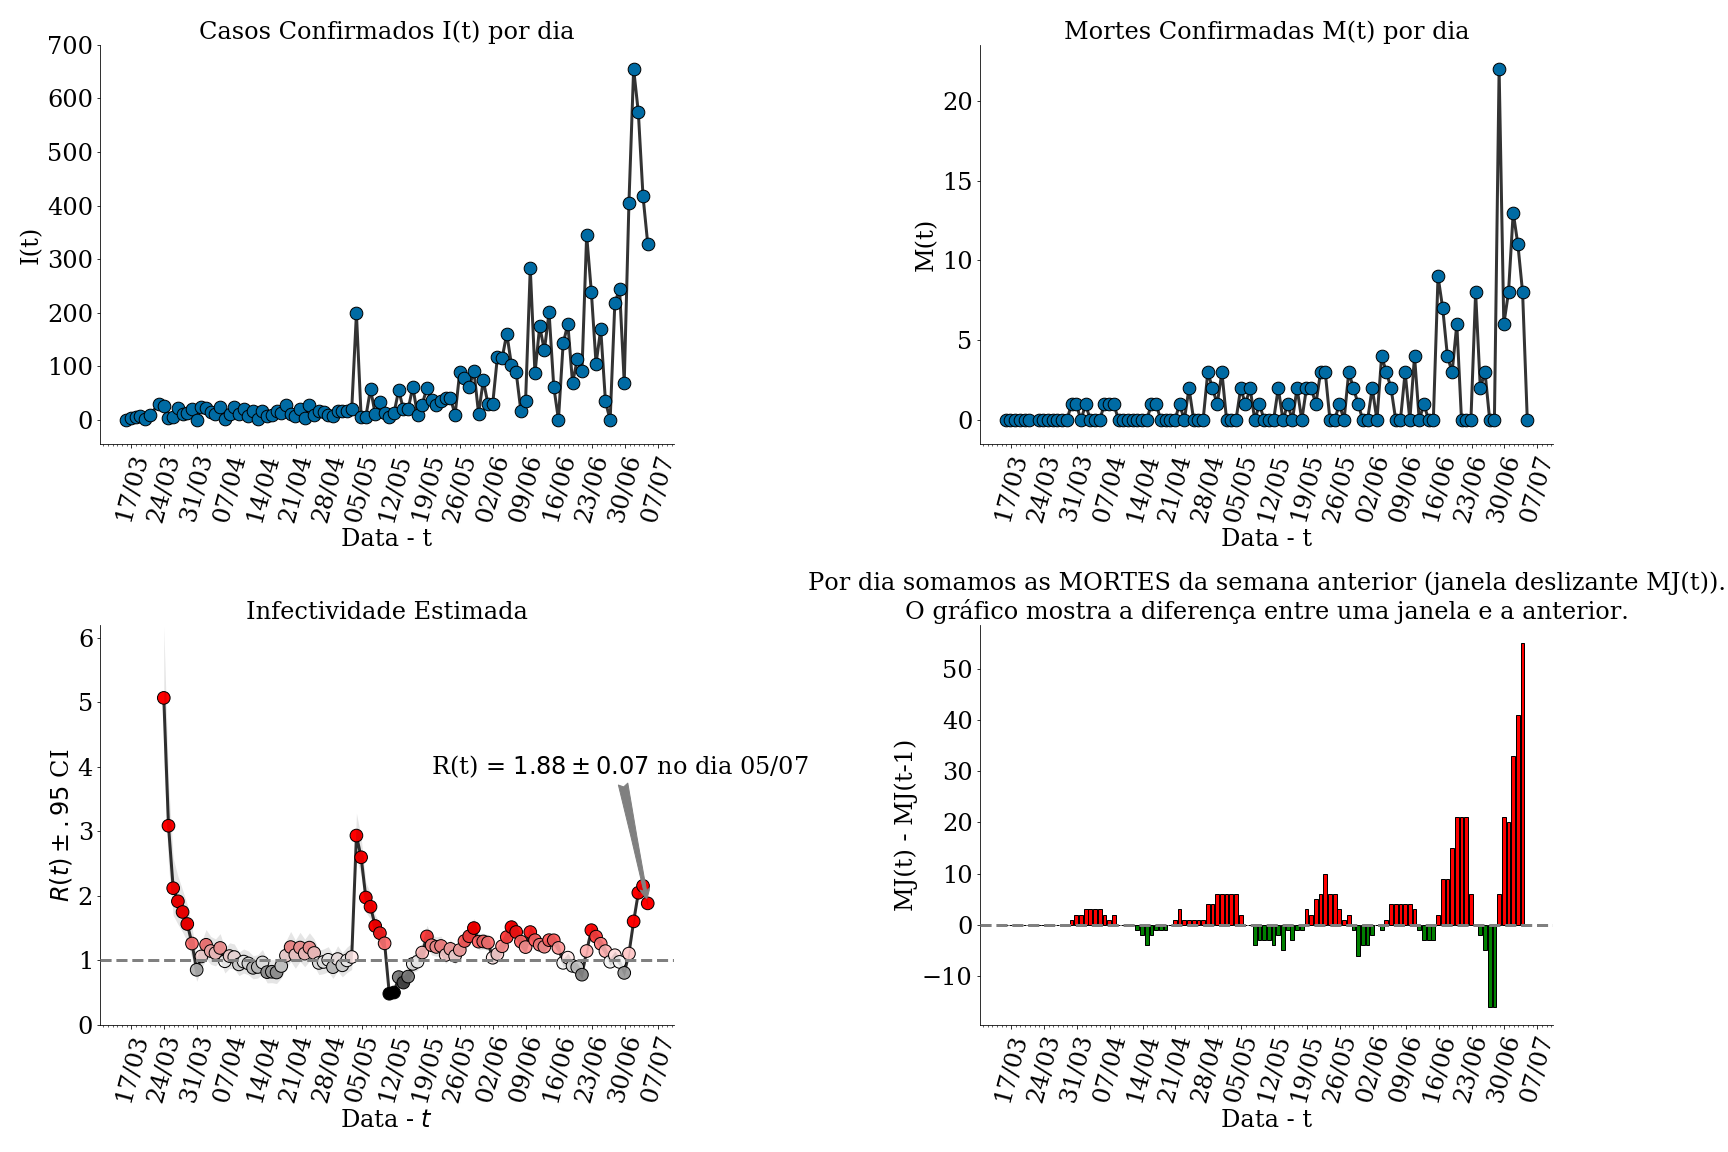 Casos Confirmados I(t) por dia
700
600
500
400
300
200
100
0
I(t)
17/03 24/03 31/03 07/04 14/04 21/04 28/04 05/05 12/05 19/05 26/05 02/06 09/06 16/06 23/06 30/06 07/07
Data - t
Mortes Confirmadas M(t) por dia
20
15
10
5
0
M(t)
17/03 24/03 31/03 07/04 14/04 21/04 28/04 05/05 12/05 19/05 26/05 02/06 09/06 16/06 23/06 30/06 07/07
Data - t
Infectividade Estimada
6
5
4
3
2
1
0
R(t) ± .95 CI
R(t) = 1.88 ± 0.07 no dia 05/07
17/03 24/03 31/03 07/04 14/04 21/04 28/04 05/05 12/05 19/05 26/05 02/06 09/06 16/06 23/06 30/06 07/07
Data - t
Por dia somamos as MORTES da semana anterior (janela deslizante MJ(t)).
O gráfico mostra a diferença entre uma janela e a anterior.
50
40
30
20
10
0
−10
MJ(t) - MJ(t-1)
17/03 24/03 31/03 07/04 14/04 21/04 28/04 05/05 12/05 19/05 26/05 02/06 09/06 16/06 23/06 30/06 07/07
Data - t